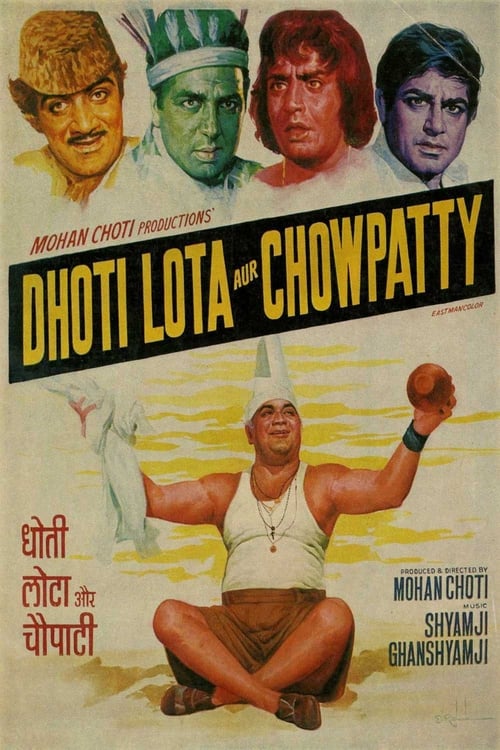 MOHAN CHOTI PRODUCTIONS'
DHOTI LOTA AUR CHOWPATTY
EASTMANCOLOR
धोती
लोटा और
चौपाटी
PRODUCED & DIRECTED BY
MOHAN CHOTI
MUSIC
SHYAMJI
GHANSHYAMJI